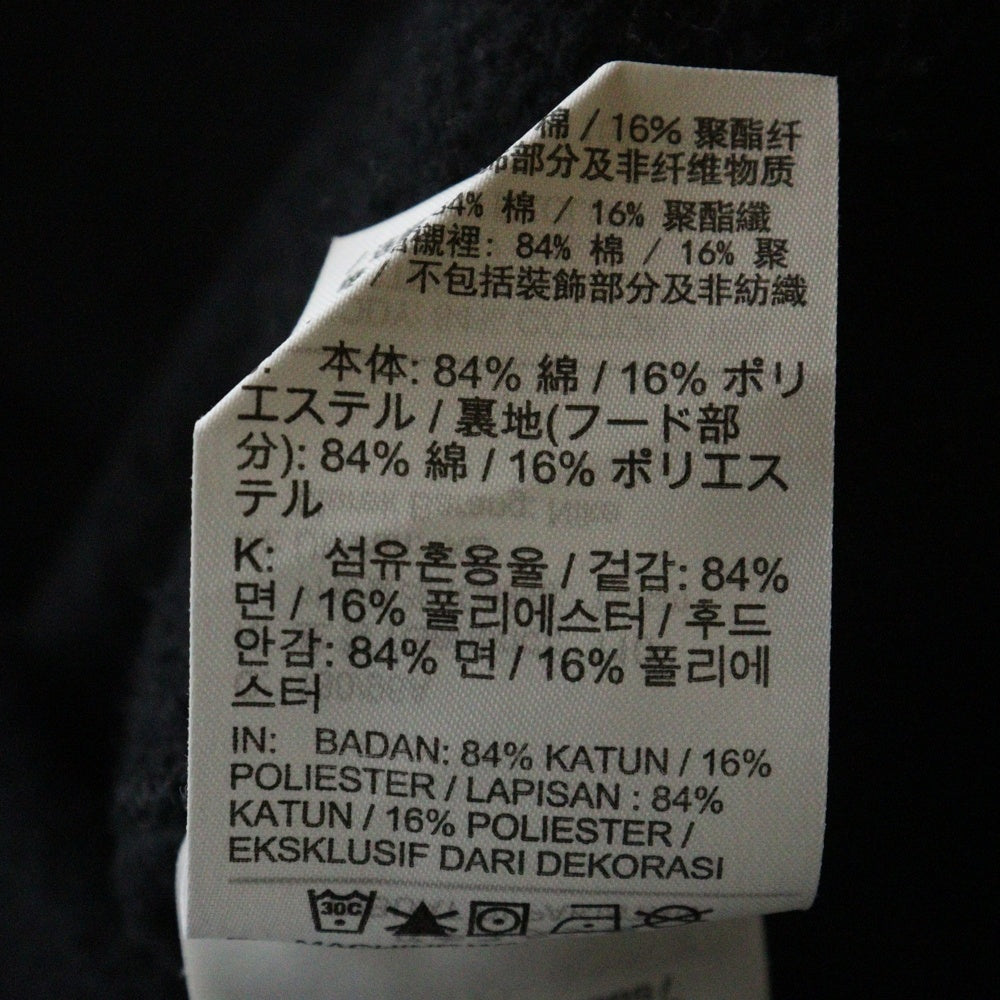 棉 / 16% 聚酯纤
部分及非纤维物质
84% 棉 / 16% 聚酯纖
襯裡: 84% 棉 / 16% 聚
/ 不包括裝飾部分及非紡織
本体: 84% 綿 / 16% ポリ
エステル / 裏地(フード部
分): 84% 綿 / 16% ポリエス
テル
K: 섬유혼용율 / 겉감: 84%
면 / 16% 폴리에스터 / 후드
안감: 84% 면 / 16% 폴리에
스터
IN: BADAN: 84% KATUN / 16%
POLIESTER / LAPISAN : 84%
KATUN / 16% POLIESTER /
EKSKLUSIF DARI DEKORASI
30C